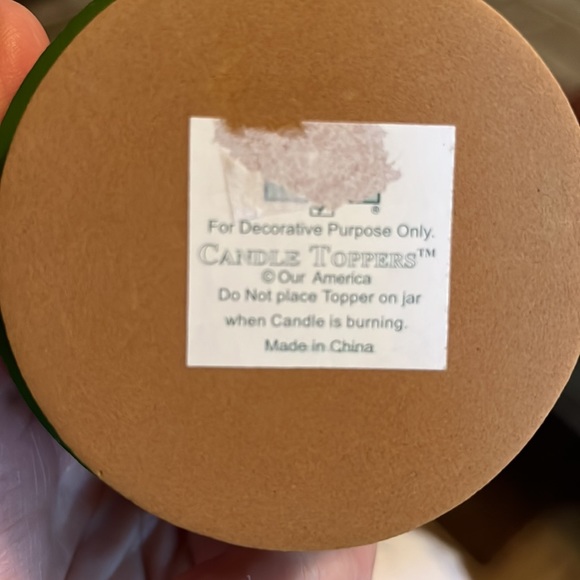 ®
For Decorative Purpose Only.
CANDLE TOPPERS™
© Our America
Do Not place Topper on jar
when Candle is burning.
Made in China